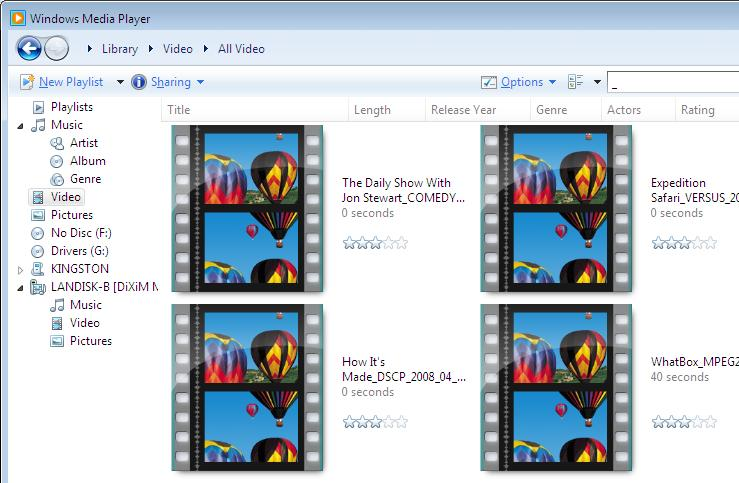 Windows Media Player
Library Video All Video
New Playlist Sharing Options _
Title Length Release Year Genre Actors Rating
Playlists
Music
Artist
Album
Genre
Video
Pictures
No Disc (F:)
Drivers (G:)
KINGSTON
LANDISK-B [DiXiM M
Music
Video
Pictures
The Daily Show With
Jon Stewart_COMEDY...
0 seconds
Expedition
Safari_VERSUS_20
0 seconds
How It's
Made_DSCP_2008_04_...
0 seconds
WhatBox_MPEG2
40 seconds